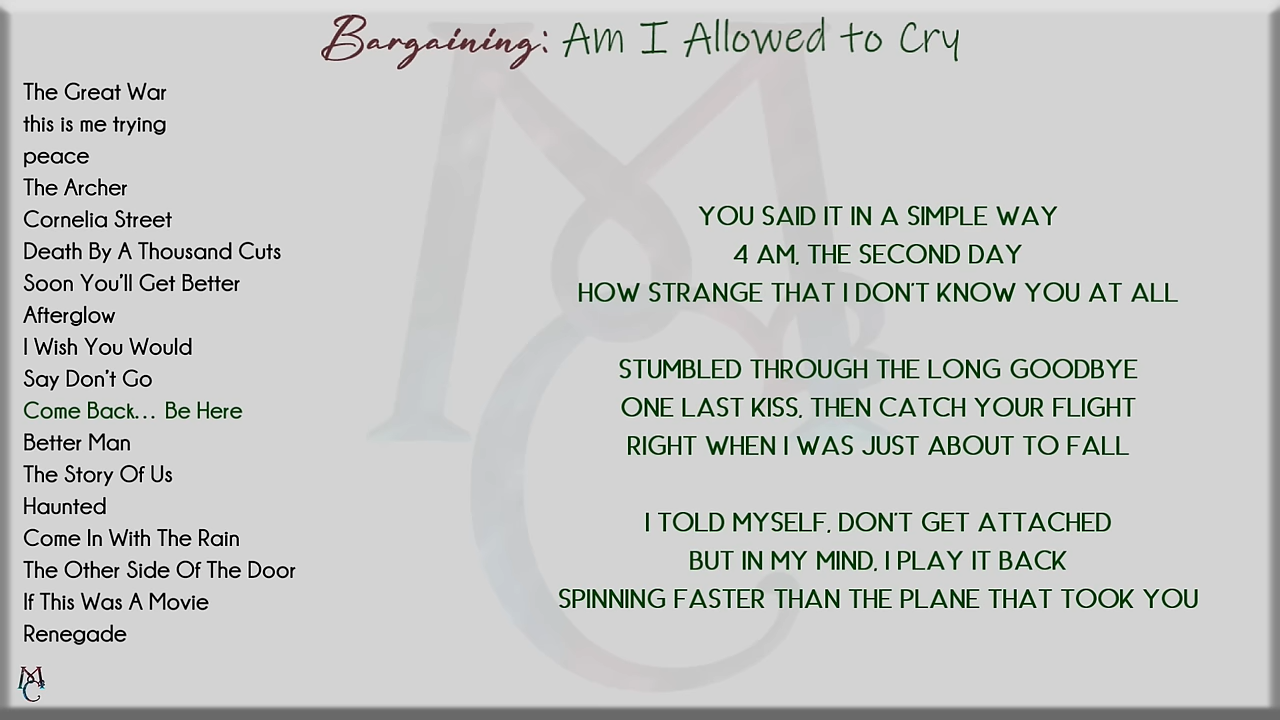 Bargaining: Am I Allowed to Cry
The Great War
this is me trying
peace
The Archer
Cornelia Street
Death By A Thousand Cuts
Soon You'll Get Better
Afterglow
I Wish You Would
Say Don't Go
Come Back... Be Here
Better Man
The Story Of Us
Haunted
Come In With The Rain
The Other Side Of The Door
If This Was A Movie
Renegade
YOU SAID IT IN A SIMPLE WAY
4 AM, THE SECOND DAY
HOW STRANGE THAT I DON'T KNOW YOU AT ALL
STUMBLED THROUGH THE LONG GOODBYE
ONE LAST KISS, THEN CATCH YOUR FLIGHT
RIGHT WHEN I WAS JUST ABOUT TO FALL
I TOLD MYSELF, DON'T GET ATTACHED
BUT IN MY MIND, I PLAY IT BACK
SPINNING FASTER THAN THE PLANE THAT TOOK YOU